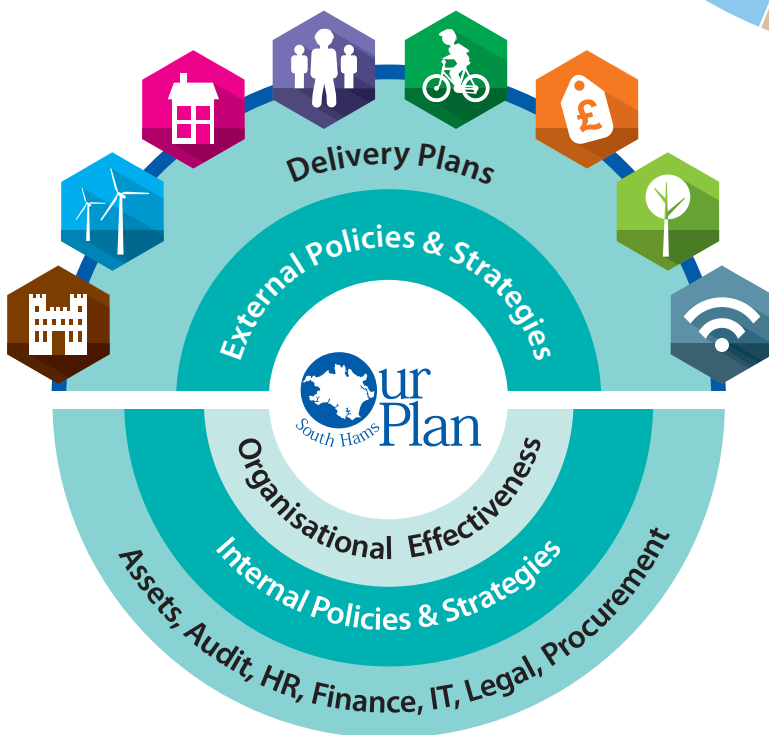 Delivery Plans
£
External Policies & Strategies
Our
South Hams Plan
Organisational Effectiveness
Internal Policies & Strategies
Assets, Audit, HR, Finance, IT, Legal, Procurement